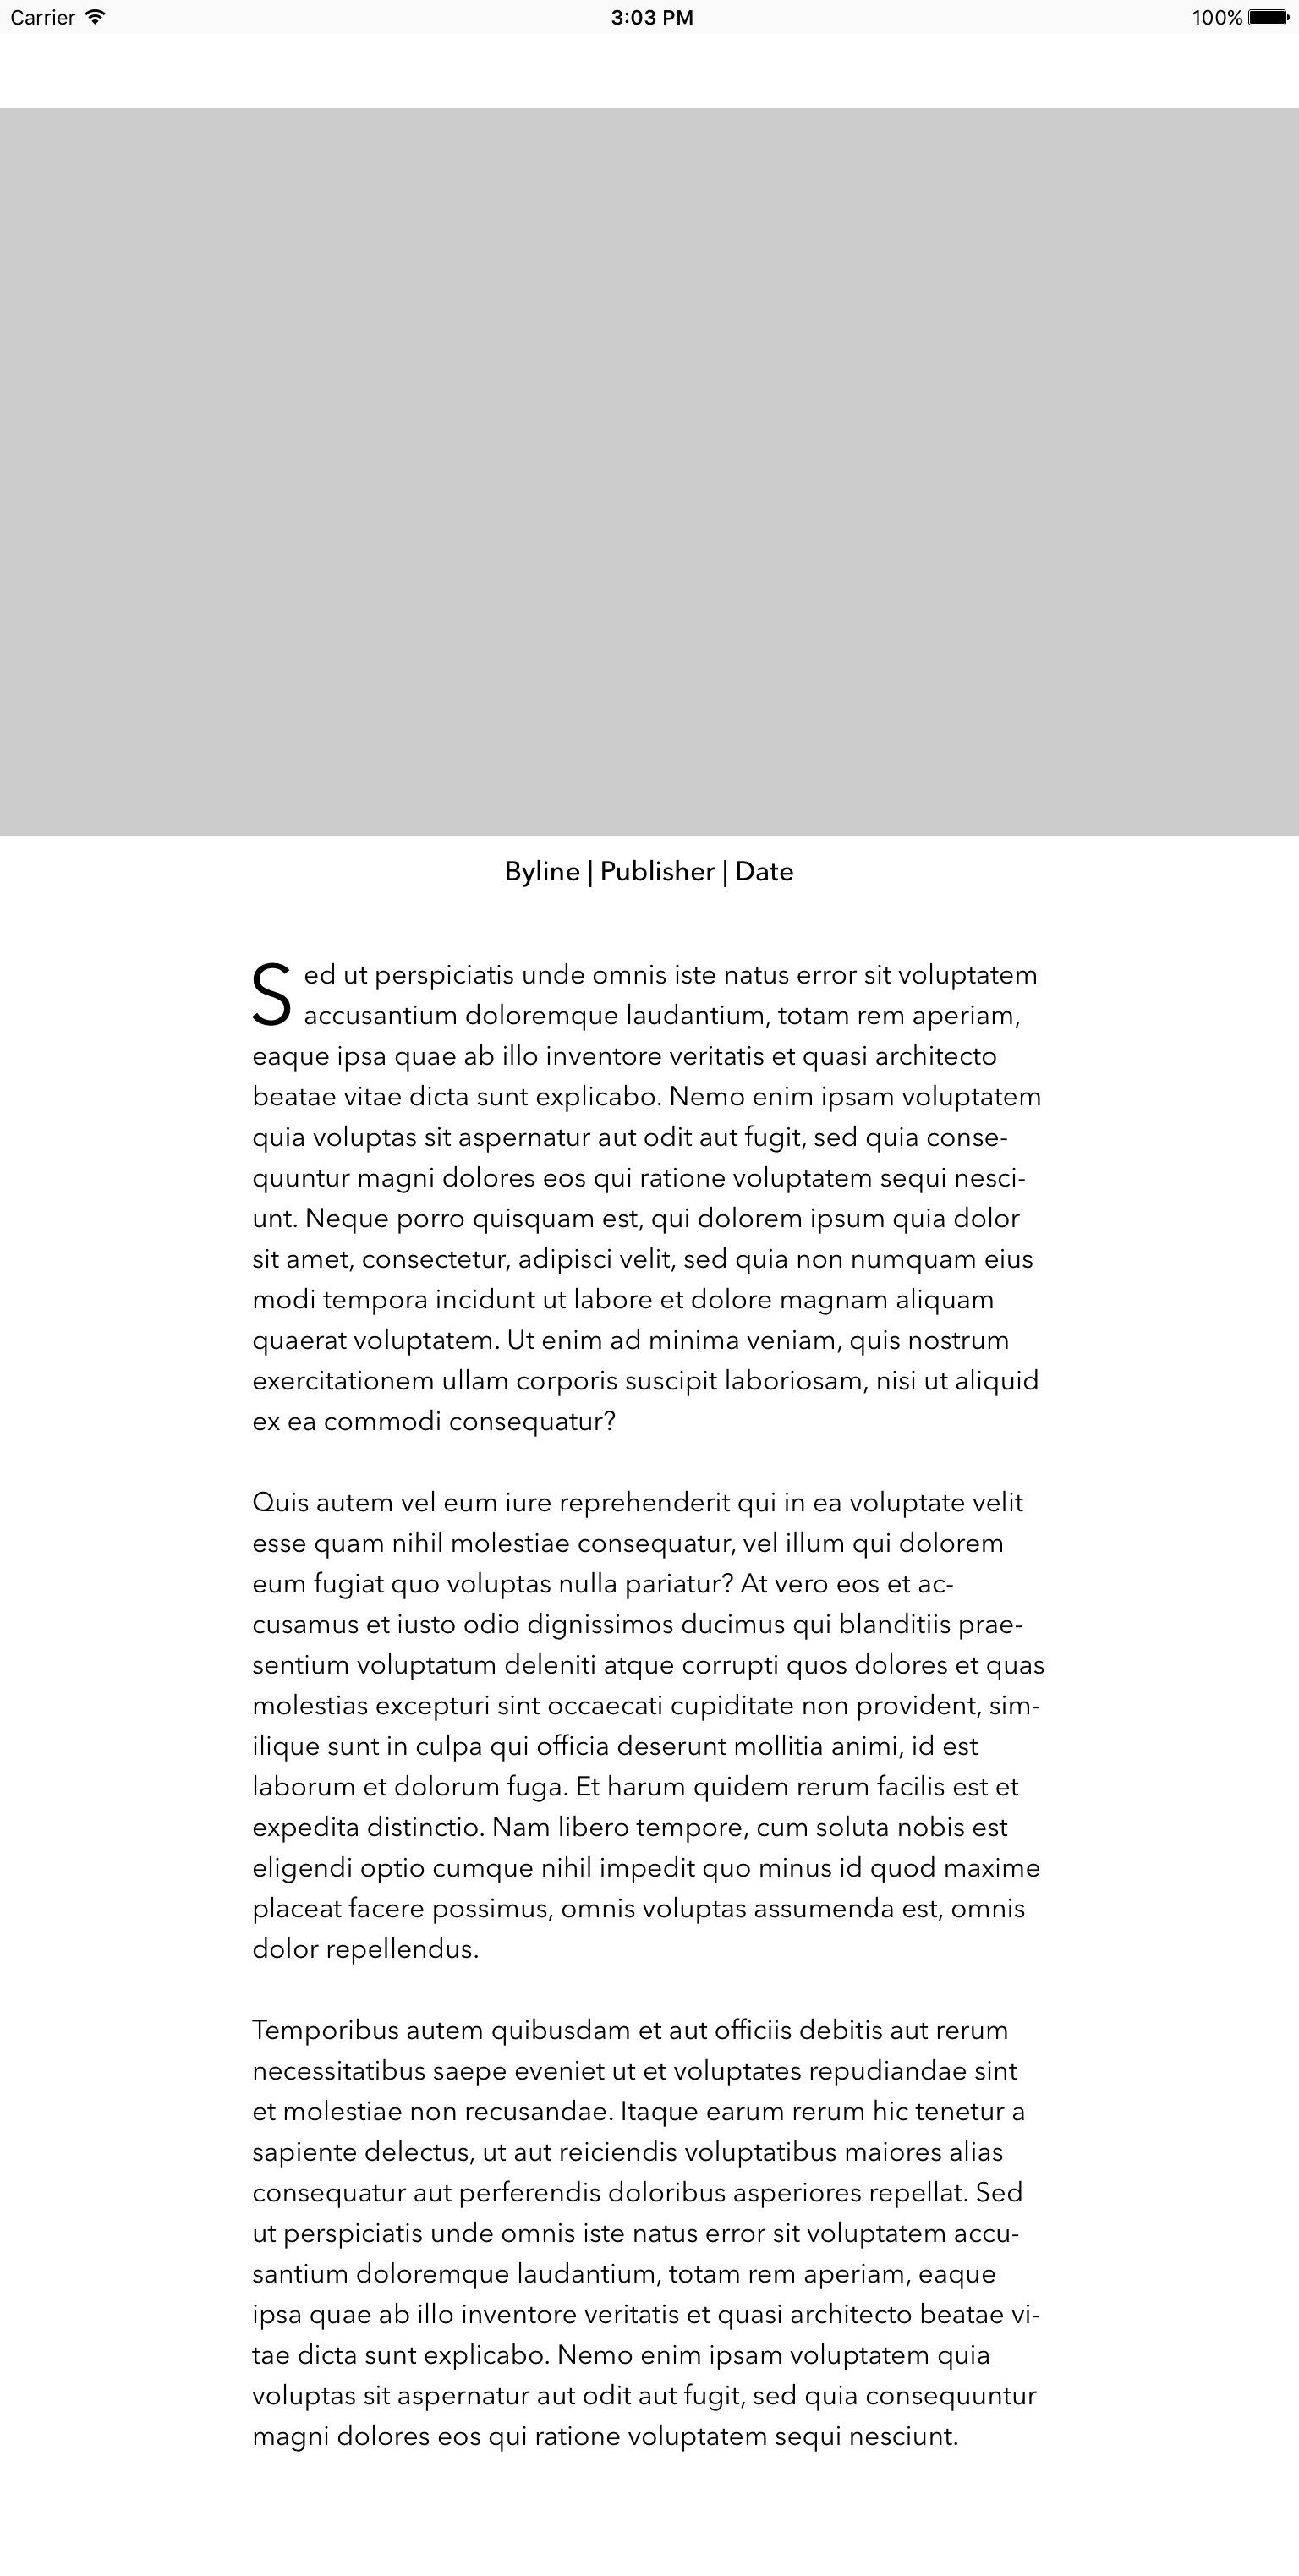 Carrier 3:03 PM 100%
Byline | Publisher | Date
Sed ut perspiciatis unde omnis iste natus error sit voluptatem
accusantium doloremque laudantium, totam rem aperiam,
eaque ipsa quae ab illo inventore veritatis et quasi architecto
beatae vitae dicta sunt explicabo. Nemo enim ipsam voluptatem
quia voluptas sit aspernatur aut odit aut fugit, sed quia conse-
quuntur magni dolores eos qui ratione voluptatem sequi nesci-
unt. Neque porro quisquam est, qui dolorem ipsum quia dolor
sit amet, consectetur, adipisci velit, sed quia non numquam eius
modi tempora incidunt ut labore et dolore magnam aliquam
quaerat voluptatem. Ut enim ad minima veniam, quis nostrum
exercitationem ullam corporis suscipit laboriosam, nisi ut aliquid
ex ea commodi consequatur?
Quis autem vel eum iure reprehenderit qui in ea voluptate velit
esse quam nihil molestiae consequatur, vel illum qui dolorem
eum fugiat quo voluptas nulla pariatur? At vero eos et ac-
cusamus et iusto odio dignissimos ducimus qui blanditiis prae-
sentium voluptatum deleniti atque corrupti quos dolores et quas
molestias excepturi sint occaecati cupiditate non provident, sim-
ilique sunt in culpa qui officia deserunt mollitia animi, id est
laborum et dolorum fuga. Et harum quidem rerum facilis est et
expedita distinctio. Nam libero tempore, cum soluta nobis est
eligendi optio cumque nihil impedit quo minus id quod maxime
placeat facere possimus, omnis voluptas assumenda est, omnis
dolor repellendus.
Temporibus autem quibusdam et aut officiis debitis aut rerum
necessitatibus saepe eveniet ut et voluptates repudiandae sint
et molestiae non recusandae. Itaque earum rerum hic tenetur a
sapiente delectus, ut aut reiciendis voluptatibus maiores alias
consequatur aut perferendis doloribus asperiores repellat. Sed
ut perspiciatis unde omnis iste natus error sit voluptatem accu-
santium doloremque laudantium, totam rem aperiam, eaque
ipsa quae ab illo inventore veritatis et quasi architecto beatae vi-
tae dicta sunt explicabo. Nemo enim ipsam voluptatem quia
voluptas sit aspernatur aut odit aut fugit, sed quia consequuntur
magni dolores eos qui ratione voluptatem sequi nesciunt.